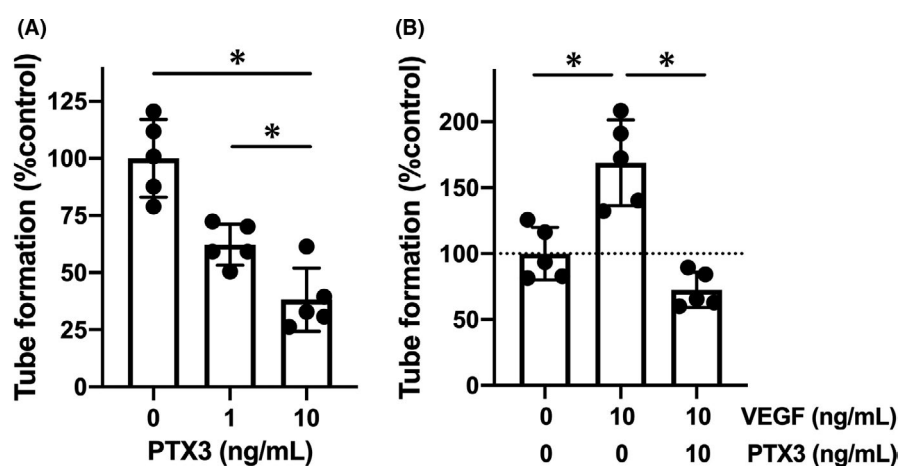 (A)
Tube formation (%control)
125
100
75
50
25
0
*
*
0 1 10
PTX3 (ng/mL)
(B)
Tube formation (%control)
200
150
100
50
0
* *
0 10 10 VEGF (ng/mL)
0 0 10 PTX3 (ng/mL)